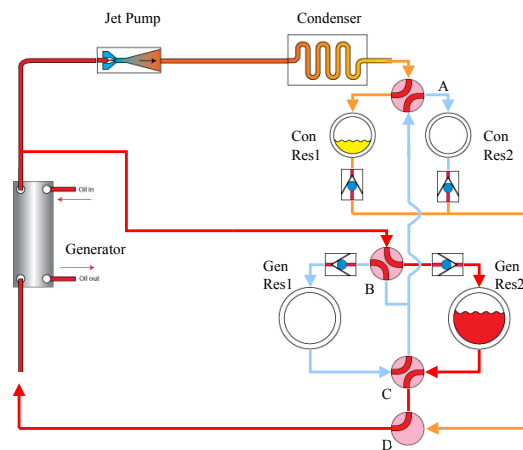 Jet Pump
Condenser
A
Con
Res1
Con
Res2
Oil in
Generator
Oil out
Gen
Res1
B
Gen
Res2
C
D